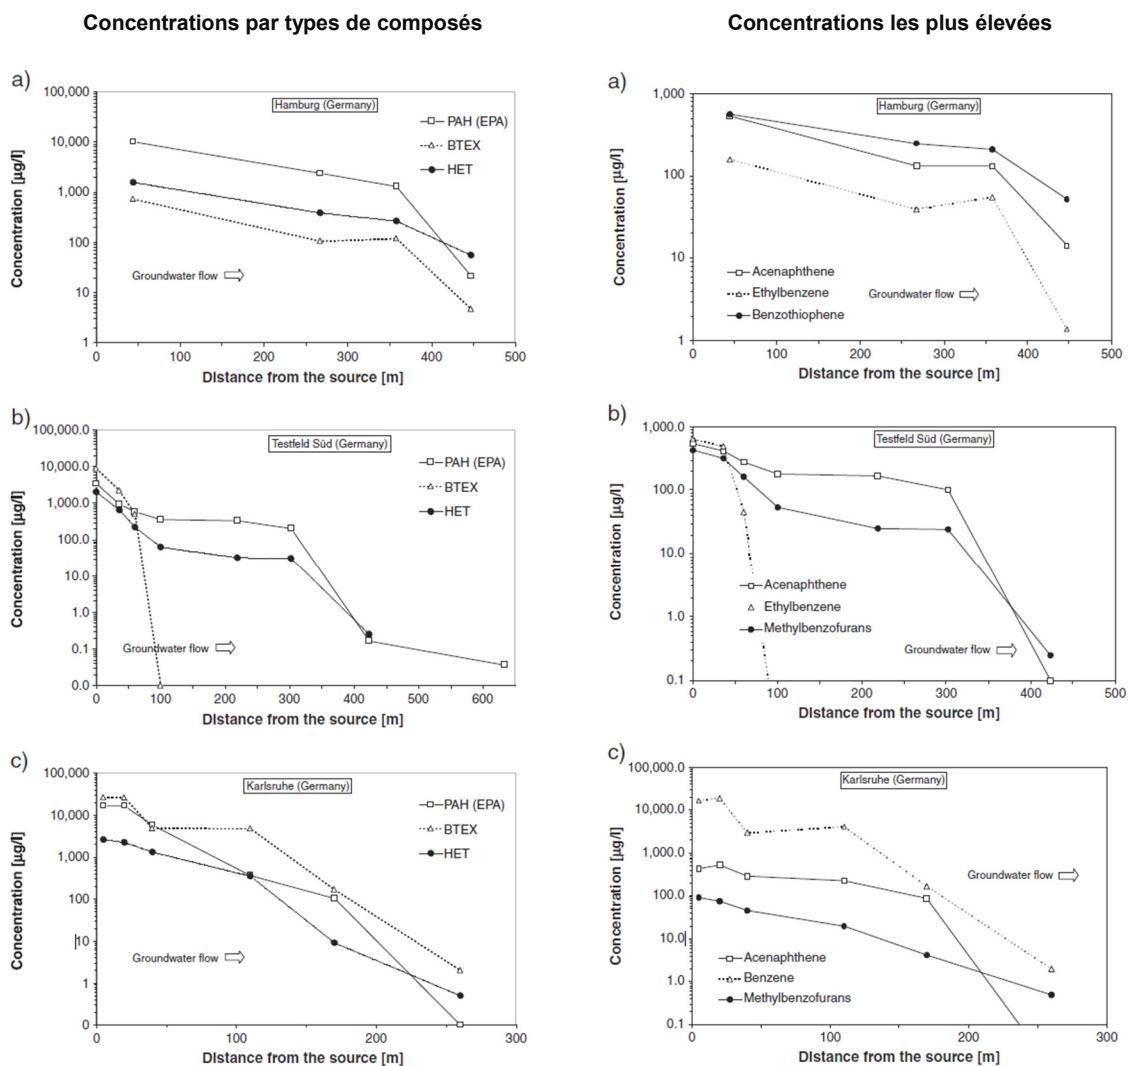 Concentrations par types de composés
Concentrations les plus élevées
a)
Hamburg (Germany)
PAH (EPA)
BTEX
HET
Groundwater flow
Concentration [µg/l]
100,000
10,000
1,000
100
10
1
0
100
200
300
400
500
DIstance from the source [m]
a)
Hamburg (Germany)
Acenaphthene
Ethylbenzene
Benzothiophene
Groundwater flow
Concentration [µg/l]
1,000
100
10
1
0
100
200
300
400
500
DIstance from the source [m]
b)
Testfeld Süd (Germany)
PAH (EPA)
BTEX
HET
Groundwater flow
Concentration [µg/l]
100,000.0
10,000.0
1,000.0
100.0
10.0
1.0
0.1
0.0
0
100
200
300
400
500
600
DIstance from the source [m]
b)
Testfeld Süd (Germany)
Acenaphthene
Ethylbenzene
Methylbenzofurans
Groundwater flow
Concentration [µg/l]
1,000.0
100.0
10.0
1.0
0.1
0
100
200
300
400
500
DIstance from the source [m]
c)
Karlsruhe (Germany)
PAH (EPA)
BTEX
HET
Groundwater flow
Concentration [µg/l]
100,000
10,000
1,000
100
10
1
0
0
100
200
300
DIstance from the source [m]
c)
Karlsruhe (Germany)
Groundwater flow
Acenaphthene
Benzene
Methylbenzofurans
Concentration [µg/l]
100,000.0
10,000.0
1,000.0
100.0
10.0
1.0
0.1
0
100
200
300
DIstance from the source [m]